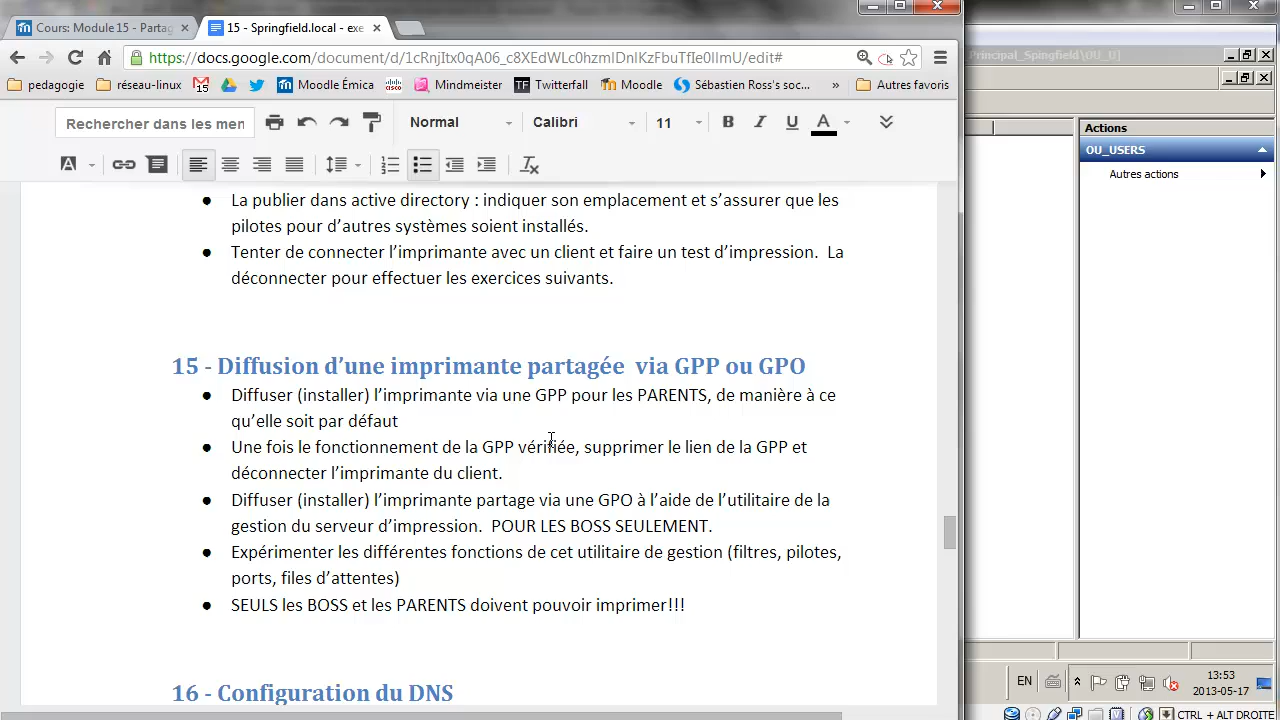 Cours: Module 15 - Partag
15 - Springfield.local - exe
https://docs.google.com/document/d/1cRnjItx0qA06_c8XEdWLc0hzmIDnlKzFbuTfIe0lImU/edit#
Principal_Spingfield\OU_U]
pedagogie
réseau-linux
15
Moodle Émica
cisco
Mindmeister
TF Twitterfall
Moodle
Sébastien Ross's soc...
»
Autres favoris
Rechercher dans les men
Normal
Calibri
11
B I U A
Actions
OU_USERS
Autres actions
● La publier dans active directory : indiquer son emplacement et s’assurer que les
pilotes pour d’autres systèmes soient installés.
● Tenter de connecter l’imprimante avec un client et faire un test d’impression. La
déconnecter pour effectuer les exercices suivants.
15 - Diffusion d’une imprimante partagée via GPP ou GPO
● Diffuser (installer) l’imprimante via une GPP pour les PARENTS, de manière à ce
qu’elle soit par défaut
● Une fois le fonctionnement de la GPP vérifiée, supprimer le lien de la GPP et
déconnecter l’imprimante du client.
● Diffuser (installer) l’imprimante partage via une GPO à l’aide de l’utilitaire de la
gestion du serveur d’impression. POUR LES BOSS SEULEMENT.
● Expérimenter les différentes fonctions de cet utilitaire de gestion (filtres, pilotes,
ports, files d’attentes)
● SEULS les BOSS et les PARENTS doivent pouvoir imprimer!!!
16 - Configuration du DNS
EN
13:53
2013-05-17
CTRL + ALT DROITE